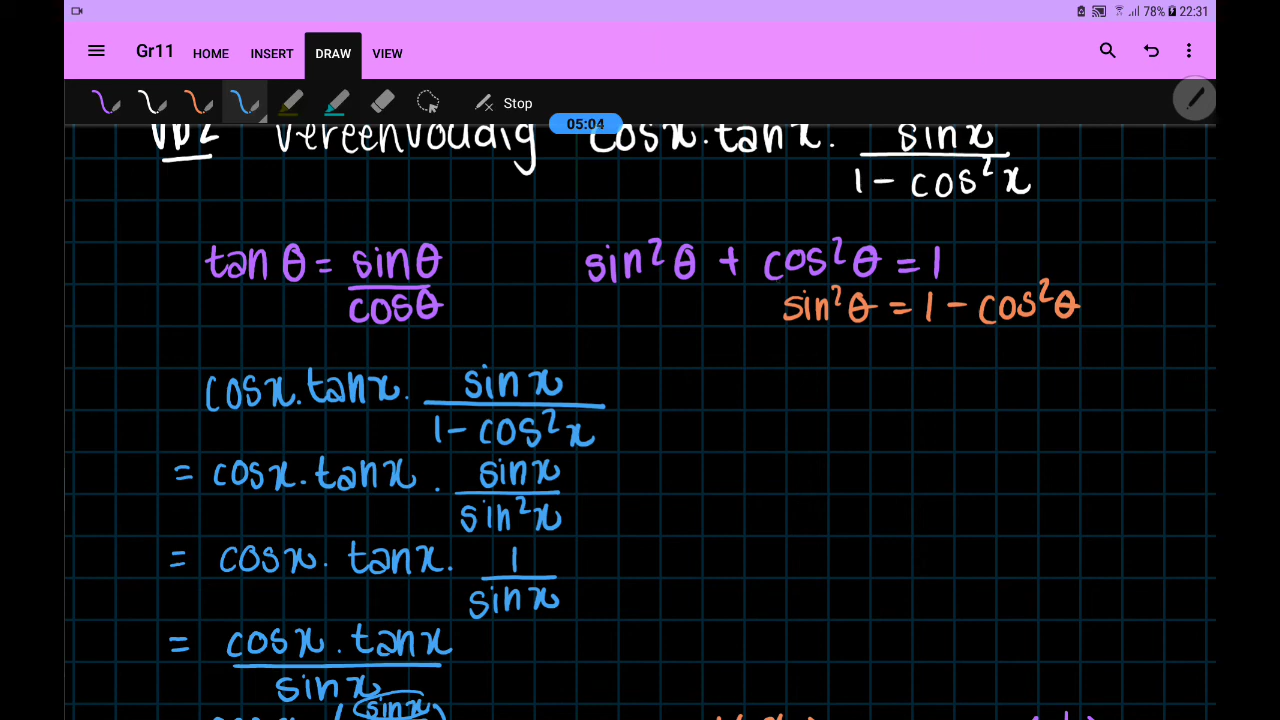 78% 22:31
Gr11 HOME INSERT DRAW VIEW
Stop
05:04
VB2 Vereenvoudig cosx.tanx. sinx / 1 - cos²x
tan θ = sinθ / cosθ
sin²θ + cos²θ = 1
sin²θ = 1 - cos²θ
cosx.tanx. sinx / 1 - cos²x
= cosx.tanx . sinx / sin²x
= cosx. tanx. 1 / sinx
= cosx . tanx / sinx
sinx